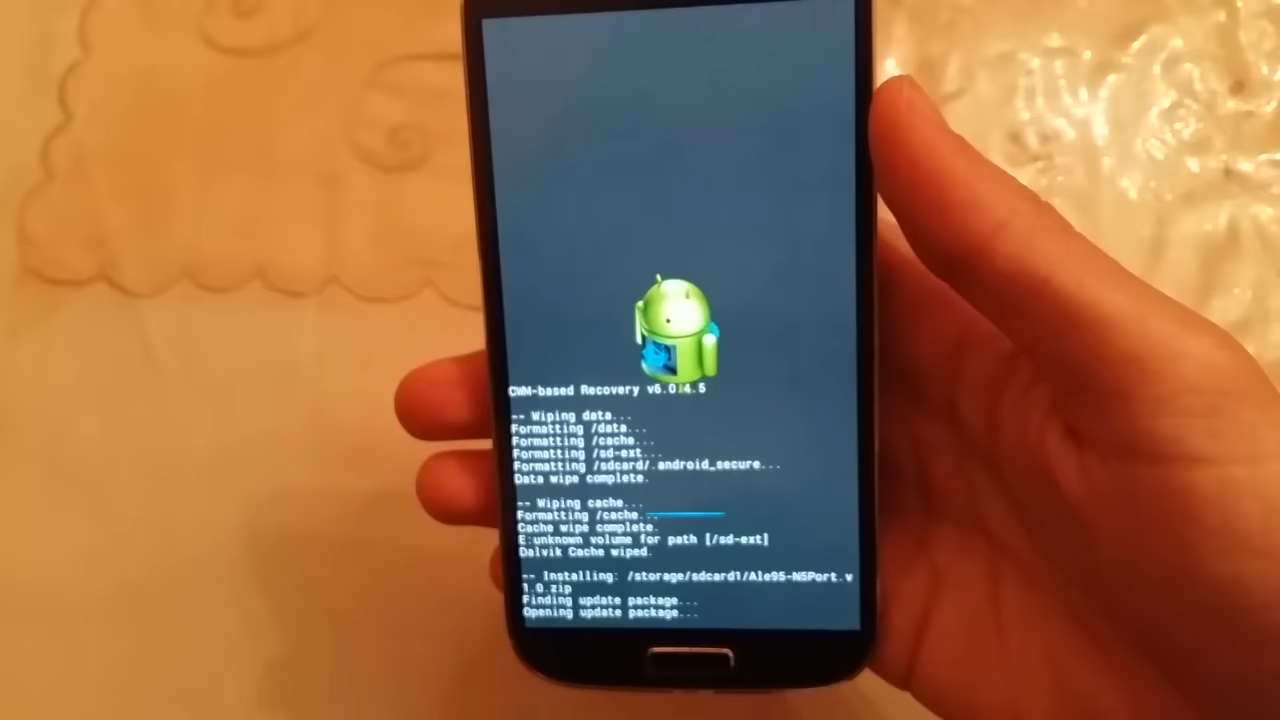 CWM-based Recovery v6.0.4.5
-- Wiping data...
Formatting /data...
Formatting /cache...
Formatting /sd-ext...
Formatting /sdcard/.android_secure...
Data wipe complete.
-- Wiping cache...
Formatting /cache...
Cache wipe complete.
E:unknown volume for path [/sd-ext]
Dalvik Cache wiped.
-- Installing: /storage/sdcard1/Ale95-N5Port.v
1.0.zip
Finding update package...
Opening update package...